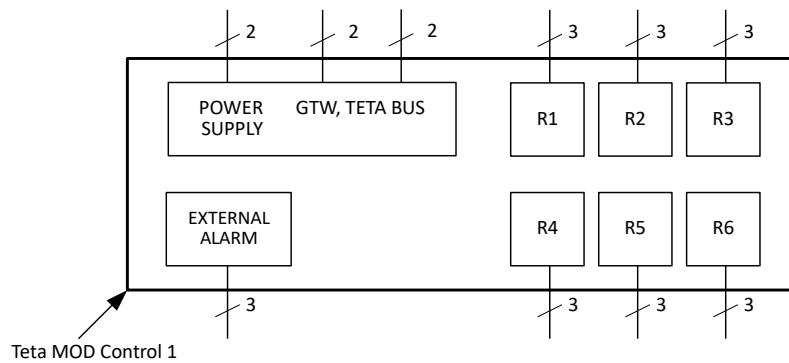 2 2 2 3 3 3
POWER SUPPLY
GTW, TETA BUS
R1 R2 R3
EXTERNAL ALARM
R4 R5 R6
3 3 3 3
Teta MOD Control 1